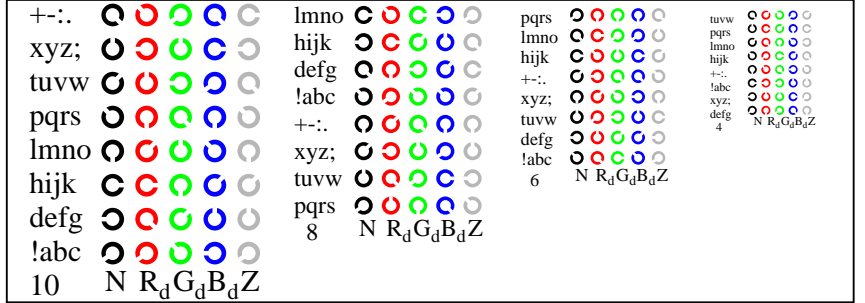 +-:.
xyz;
tuvw
pqrs
lmno
hijk
defg
!abc
10 N RdGdBdZ
lmno
hijk
defg
!abc
+-:.
xyz;
tuvw
pqrs
8 N RdGdBdZ
pqrs
lmno
hijk
+-:.
xyz;
tuvw
defg
!abc
6 N RdGdBdZ
tuvw
pqrs
lmno
hijk
+-:.
!abc
xyz;
defg
N RdGdBdZ
4